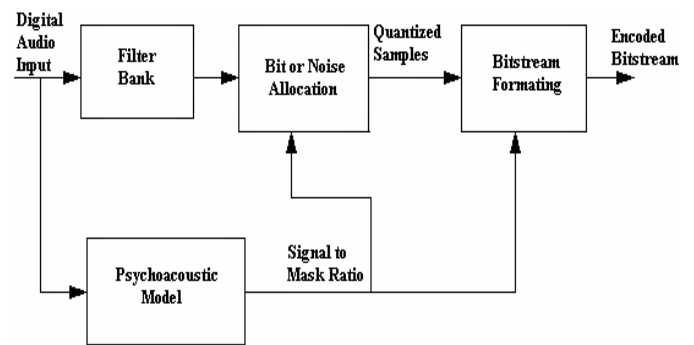 Digital
Audio
Input
Filter
Bank
Bit or Noise
Allocation
Quantized
Samples
Bitstream
Formating
Encoded
Bitstream
Psychoacoustic
Model
Signal to
Mask Ratio